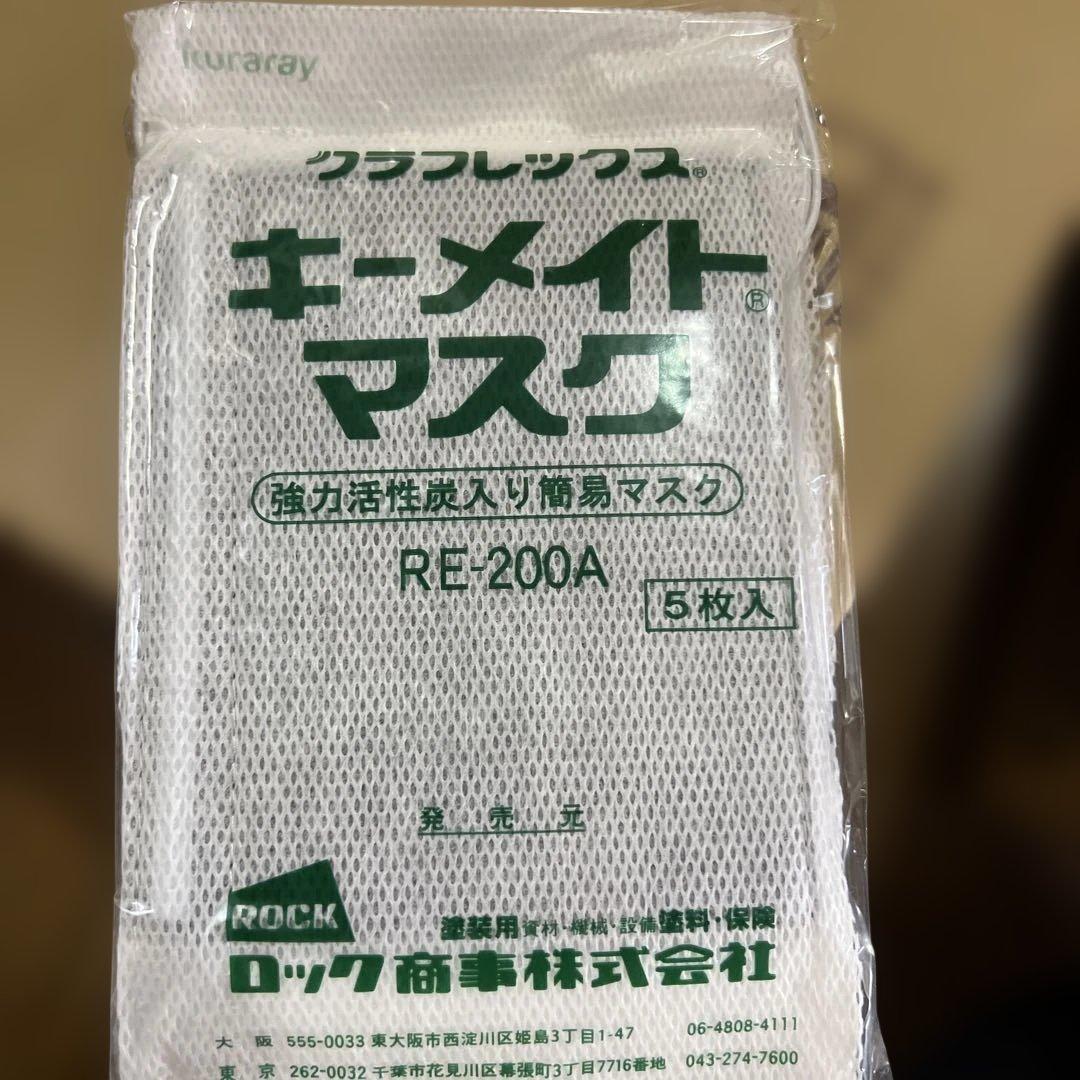 kuraray
クラフレックス®
キーメイト®
マスク
強力活性炭入り簡易マスク
RE-200A
5枚入
発売元
ROCK
塗装用資材・機械・設備塗料・保険
ロック商事株式会社
大阪 555-0033 東大阪市西淀川区姫島3丁目1-47 06-4808-4111
東京 262-0032 千葉市花見川区幕張町3丁目7716番地 043-274-7600